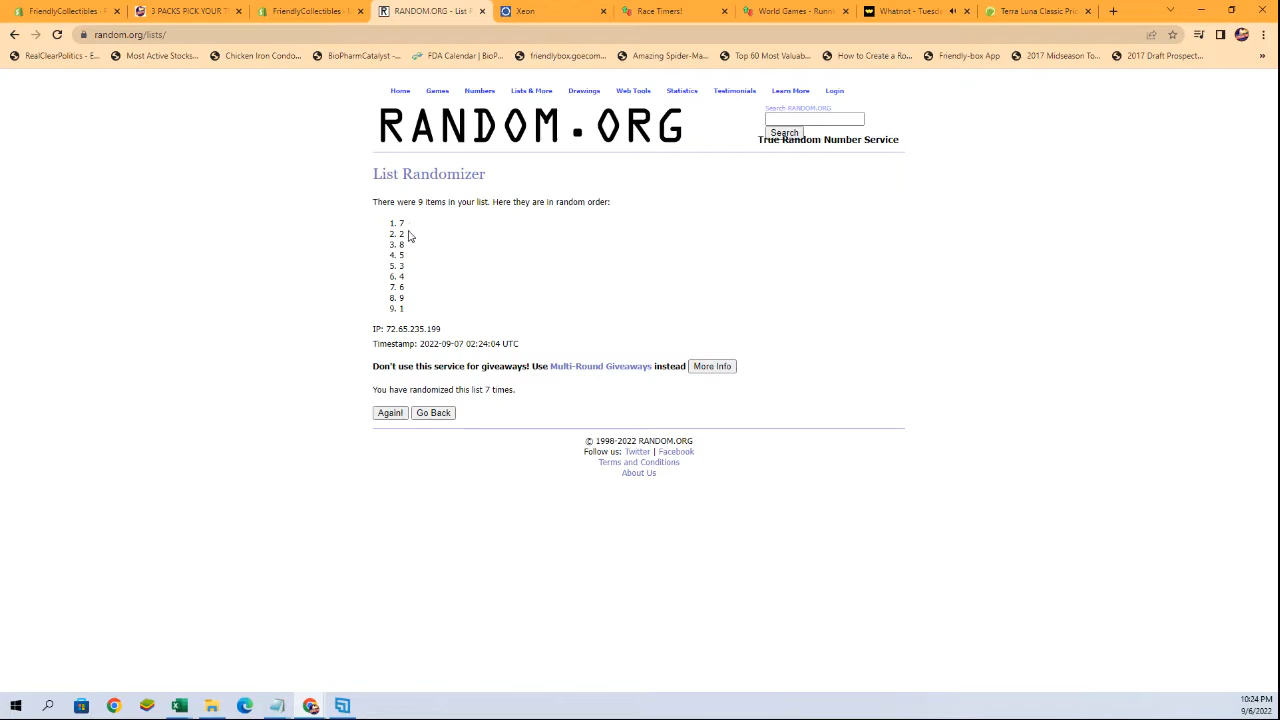 FriendlyCollectibles - F
3 PACKS PICK YOUR T
FriendlyCollectibles -
RANDOM.ORG - List F
Xeon
Race Times!
World Games - Runni
Whatnot - Tuesd
Terra Luna Classic Pric
random.org/lists/
RealClearPolitics - E...
Most Active Stocks...
Chicken Iron Condo...
BioPharmCatalyst -...
FDA Calendar | BioP...
friendlybox.goecom...
Amazing Spider-Ma...
Top 60 Most Valuab...
How to Create a Ro...
Friendly-box App
2017 Midseason To...
2017 Draft Prospect...
»
Home
Games
Numbers
Lists & More
Drawings
Web Tools
Statistics
Testimonials
Learn More
Login
RANDOM.ORG
Search RANDOM.ORG
Search
True Random Number Service
List Randomizer
There were 9 items in your list. Here they are in random order:
1. 7
2. 2
3. 8
4. 5
5. 3
6. 4
7. 6
8. 9
9. 1
IP: 72.65.235.199
Timestamp: 2022-09-07 02:24:04 UTC
Don't use this service for giveaways! Use Multi-Round Giveaways instead More Info
You have randomized this list 7 times.
Again! Go Back
© 1998-2022 RANDOM.ORG
Follow us: Twitter | Facebook
Terms and Conditions
About Us
10:24 PM
9/6/2022